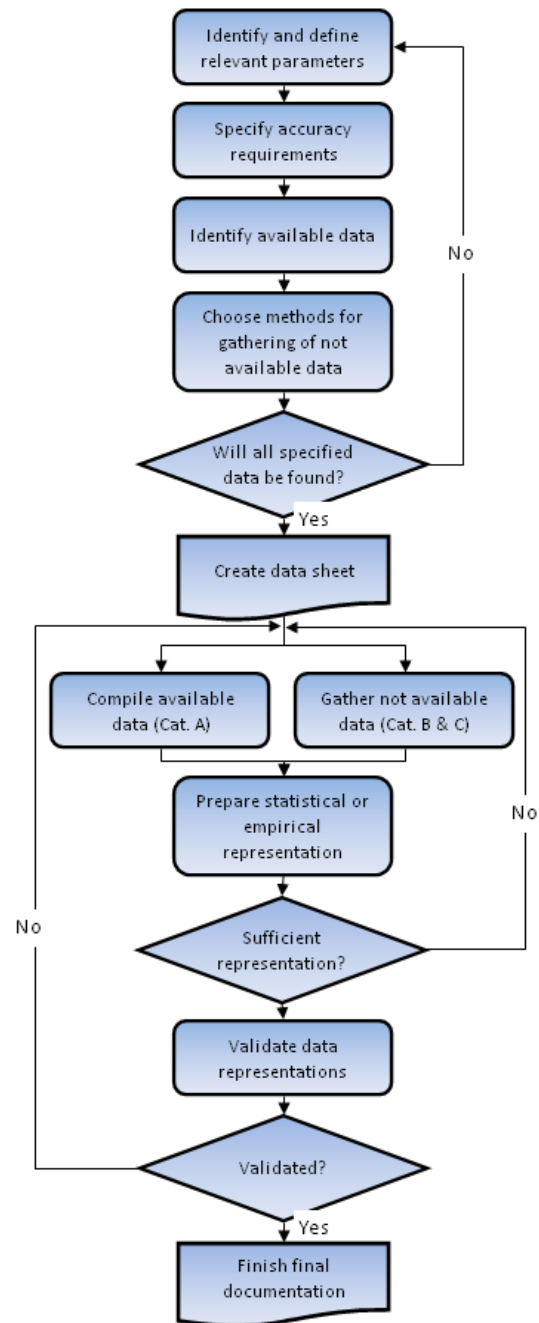 Identify and define
relevant parameters
Specify accuracy
requirements
Identify available data
No
Choose methods for
gathering of not
available data
Will all specified
data be found?
Yes
Create data sheet
Compile available
data (Cat. A)
Gather not available
data (Cat. B & C)
Prepare statistical or
empirical
representation
No
No
Sufficient
representation?
Validate data
representations
Validated?
Yes
Finish final
documentation